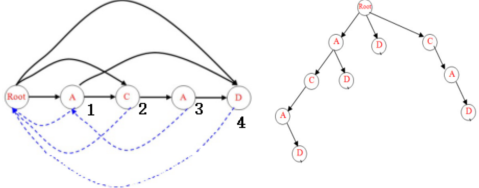 Root A C A D
1 2 3 4
Root
A D C
C D A
A D
D